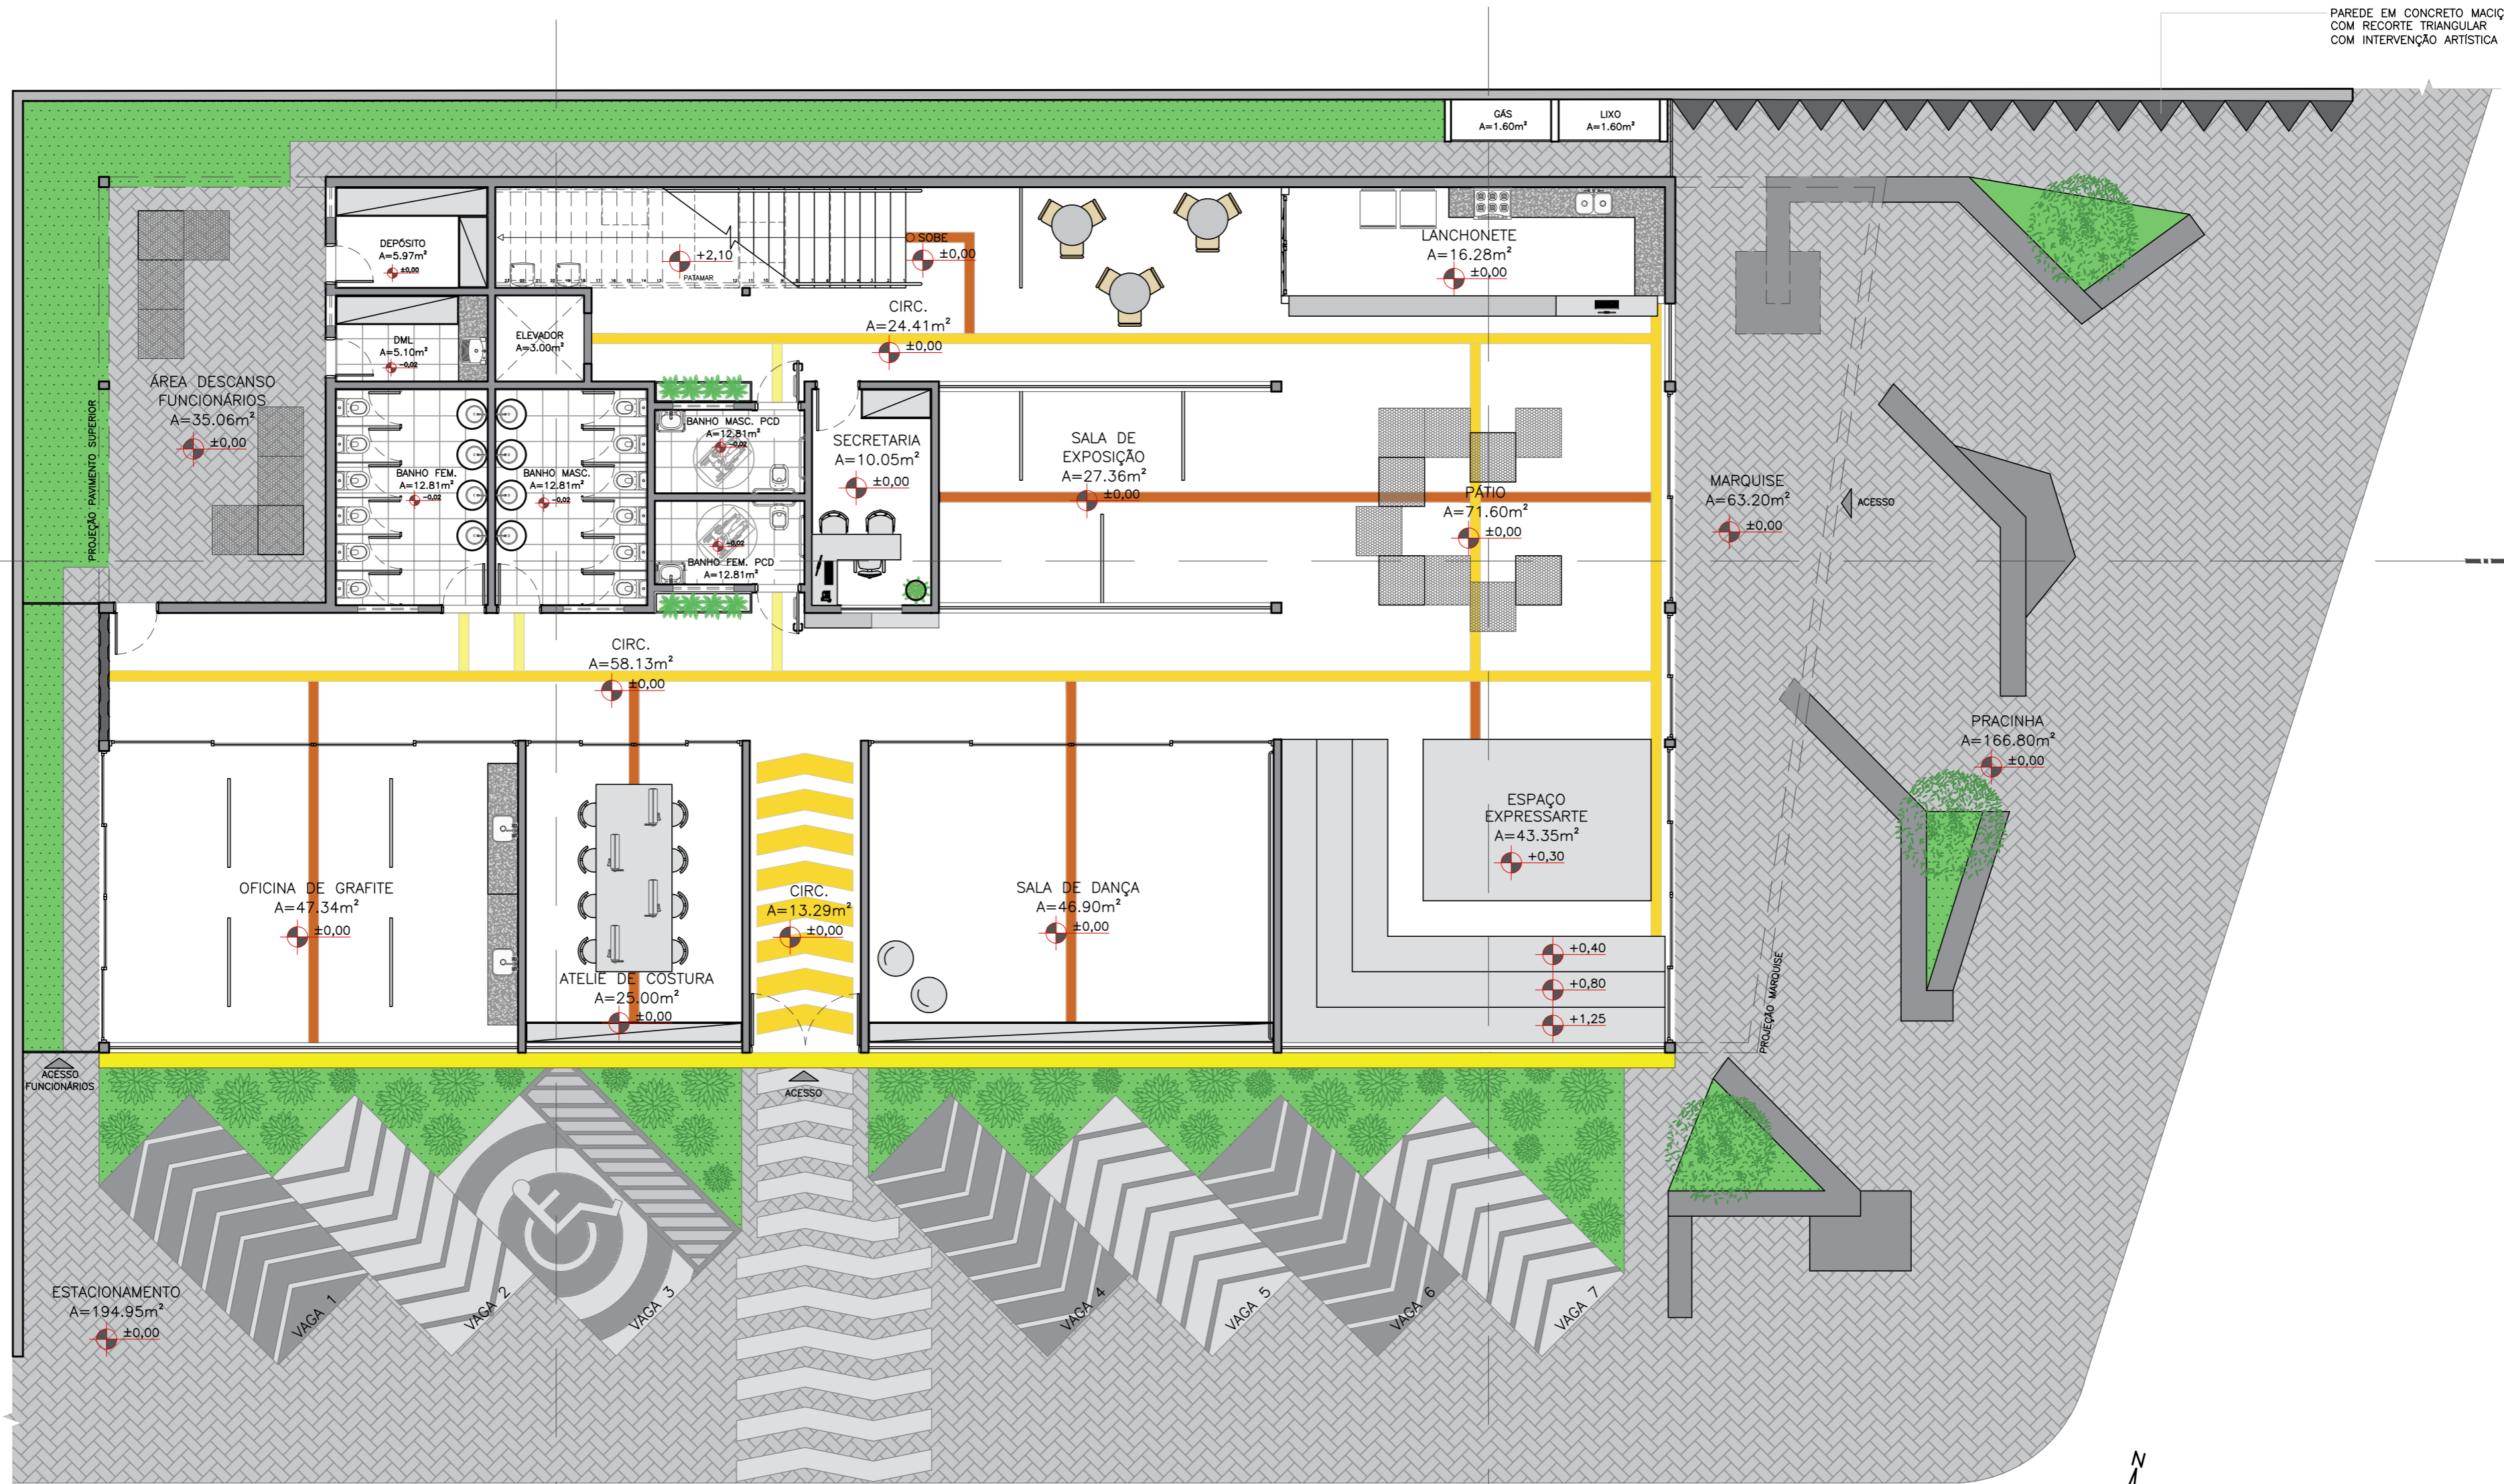 PAREDE EM CONCRETO MACIÇ
COM RECORTE TRIANGULAR
COM INTERVENÇÃO ARTÍSTICA
GÁS
A=1.60m²
LIXO
A=1.60m²
DEPÓSITO
A=5.97m²
±0,00
+2,10
PATAMAR
SOBE
±0,00
LANCHONETE
A=16.28m²
±0,00
CIRC.
A=24.41m²
±0,00
ELEVADOR
A=3.00m²
DML
A=5.10m²
-0,02
ÁREA DESCANSO
FUNCIONÁRIOS
A=35.06m²
±0,00
PROJEÇÃO PAVIMENTO SUPERIOR
BANHO FEM.
A=12.81m²
-0,02
BANHO MASC.
A=12.81m²
-0,02
BANHO MASC. PCD
A=12.81m²
-0,02
-0,02
BANHO FEM. PCD
A=12.81m²
SECRETARIA
A=10.05m²
±0,00
SALA DE
EXPOSIÇÃO
A=27.36m²
±0,00
PÁTIO
A=71.60m²
±0,00
MARQUISE
A=63.20m²
±0,00
ACESSO
CIRC.
A=58.13m²
±0,00
PRACINHA
A=166.80m²
±0,00
ESPAÇO
EXPRESSARTE
A=43.35m²
+0,30
+0,40
+0,80
+1,25
PROJEÇÃO MARQUISE
OFICINA DE GRAFITE
A=47.34m²
±0,00
ATELIE DE COSTURA
A=25.00m²
±0,00
CIRC.
A=13.29m²
±0,00
SALA DE DANÇA
A=46.90m²
±0,00
ACESSO
FUNCIONÁRIOS
ACESSO
ESTACIONAMENTO
A=194.95m²
±0,00
VAGA 1
VAGA 2
VAGA 3
VAGA 4
VAGA 5
VAGA 6
VAGA 7
N